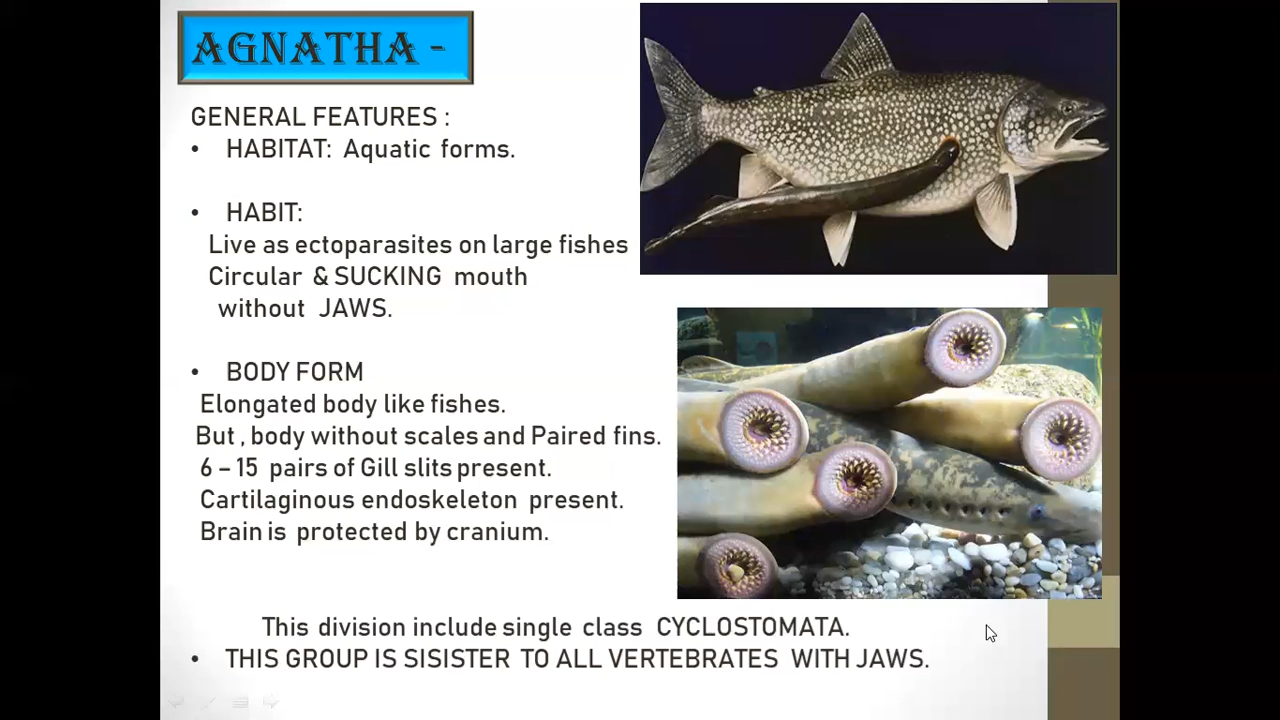 AGNATHA -
GENERAL FEATURES :
• HABITAT: Aquatic forms.
• HABIT:
Live as ectoparasites on large fishes
Circular & SUCKING mouth
without JAWS.
• BODY FORM
Elongated body like fishes.
But , body without scales and Paired fins.
6 – 15 pairs of Gill slits present.
Cartilaginous endoskeleton present.
Brain is protected by cranium.
This division include single class CYCLOSTOMATA.
• THIS GROUP IS SISISTER TO ALL VERTEBRATES WITH JAWS.